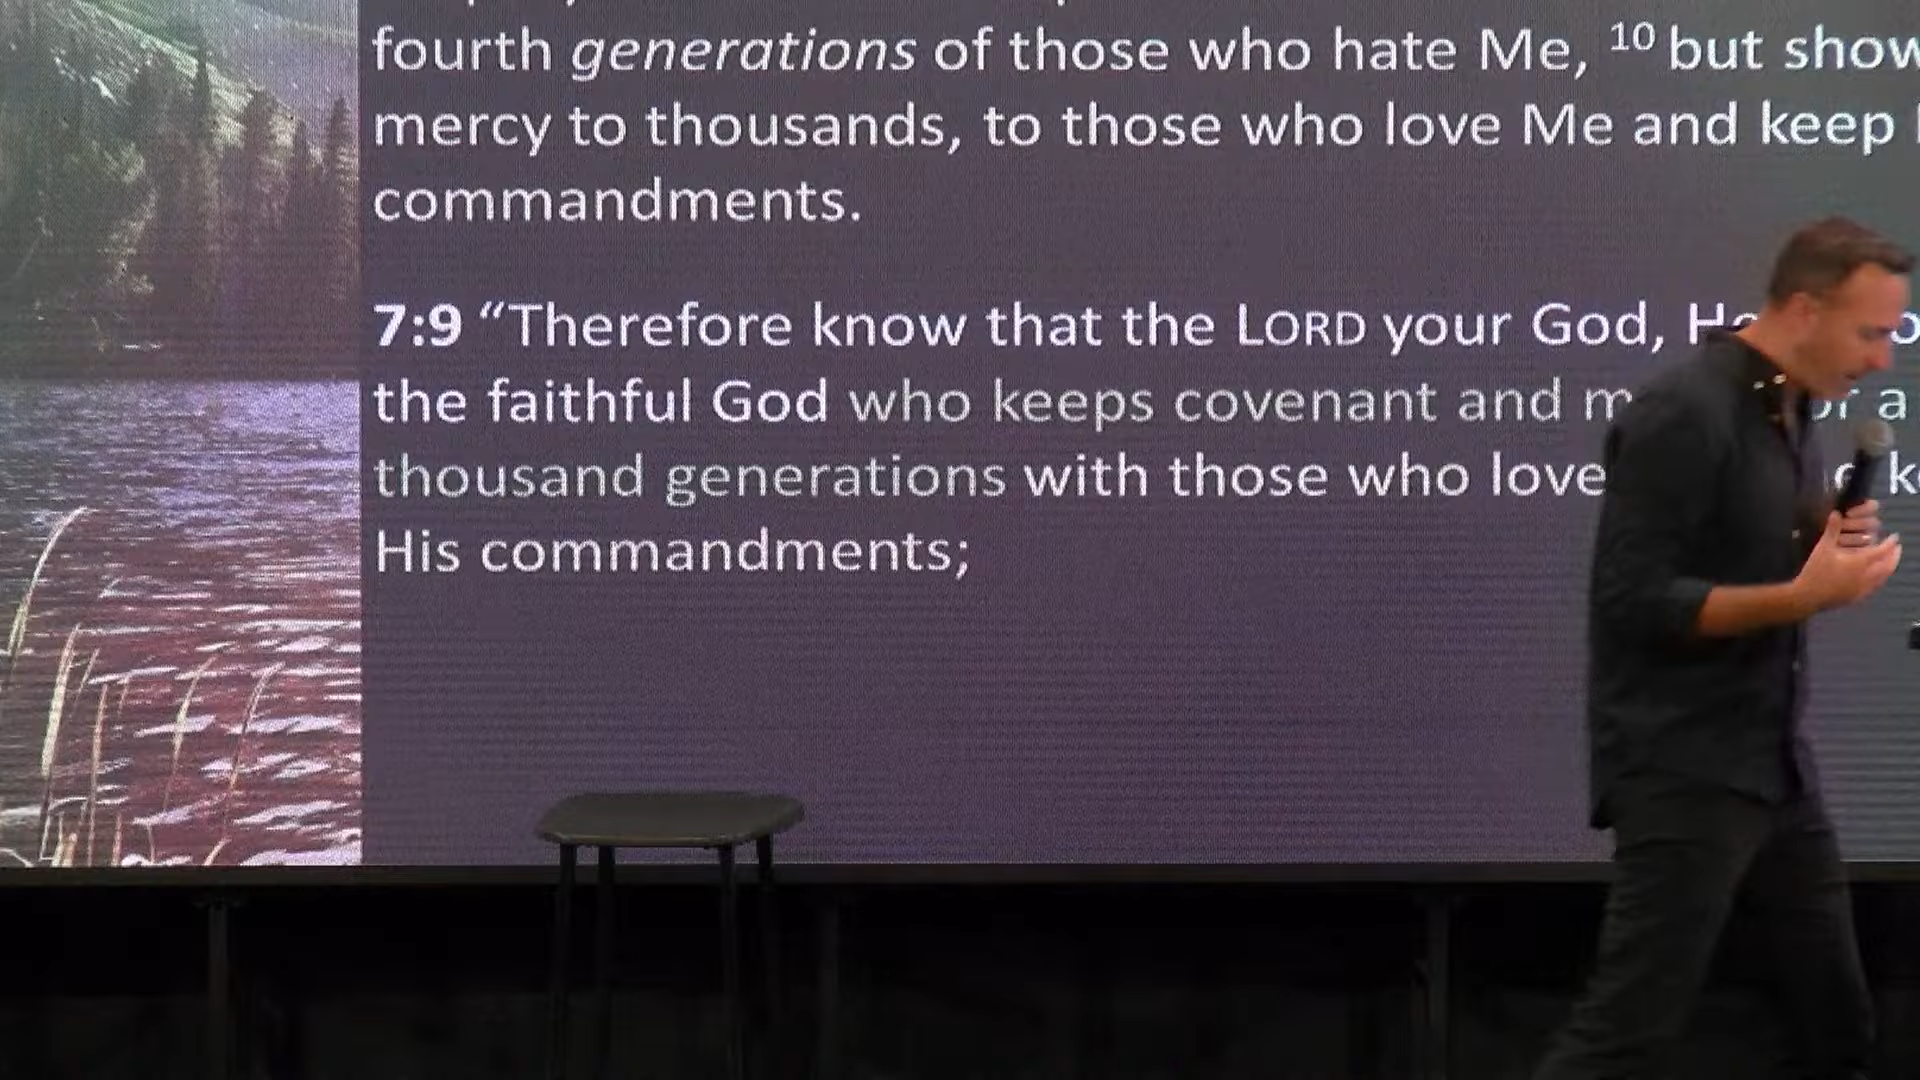 fourth generations of those who hate Me, 10 but show
mercy to thousands, to those who love Me and keep
commandments.
7:9 “Therefore know that the LORD your God,
the faithful God who keeps covenant and a
thousand generations with those who love
His commandments;